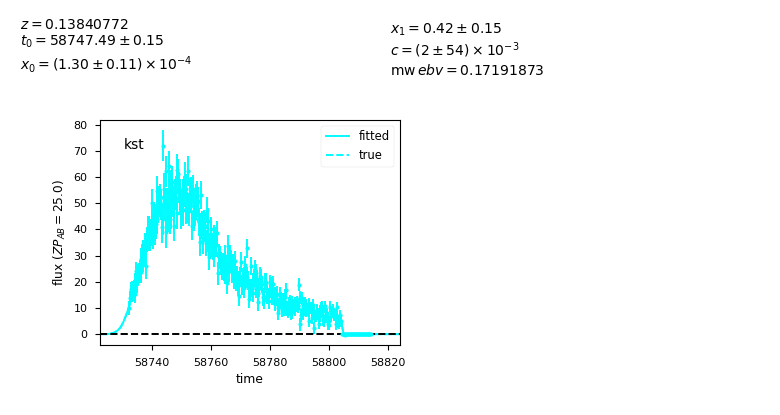 z = 0.13840772
t₀ = 58747.49 ± 0.15
x₀ = (1.30 ± 0.11) × 10⁻⁴
x₁ = 0.42 ± 0.15
c = (2 ± 54) × 10⁻³
mw ebv = 0.17191873
kst
fitted
true
flux (ZP_AB = 25.0)
80
70
60
50
40
30
20
10
0
58740 58760 58780 58800 58820
time